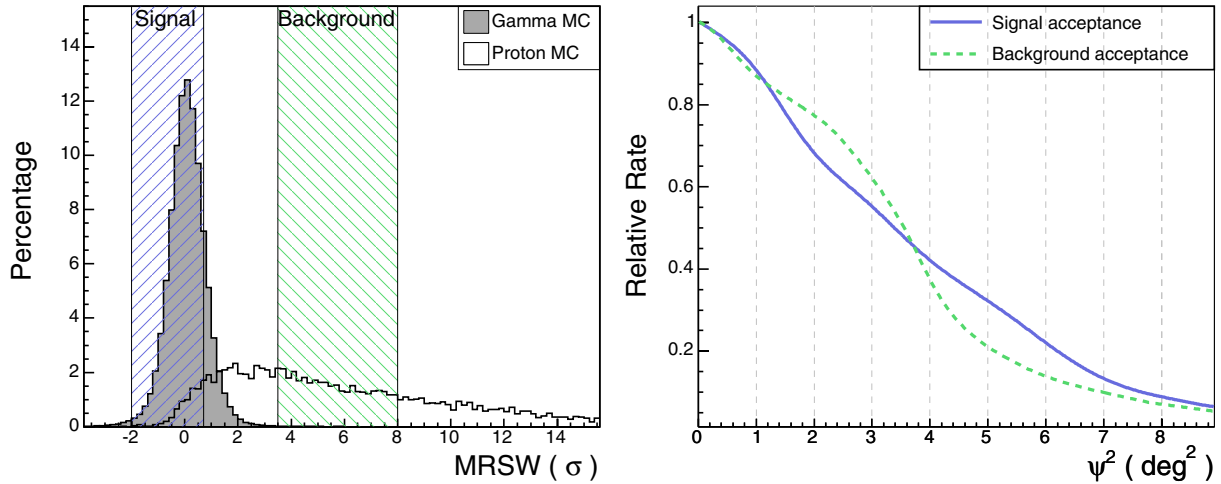 Signal
Background
Gamma MC
Proton MC
14
12
10
8
6
4
2
0
Percentage
-2 0 2 4 6 8 10 12 14
MRSW ( σ )
Signal acceptance
Background acceptance
1
0.8
0.6
0.4
0.2
Relative Rate
0 1 2 3 4 5 6 7 8
ψ² ( deg² )